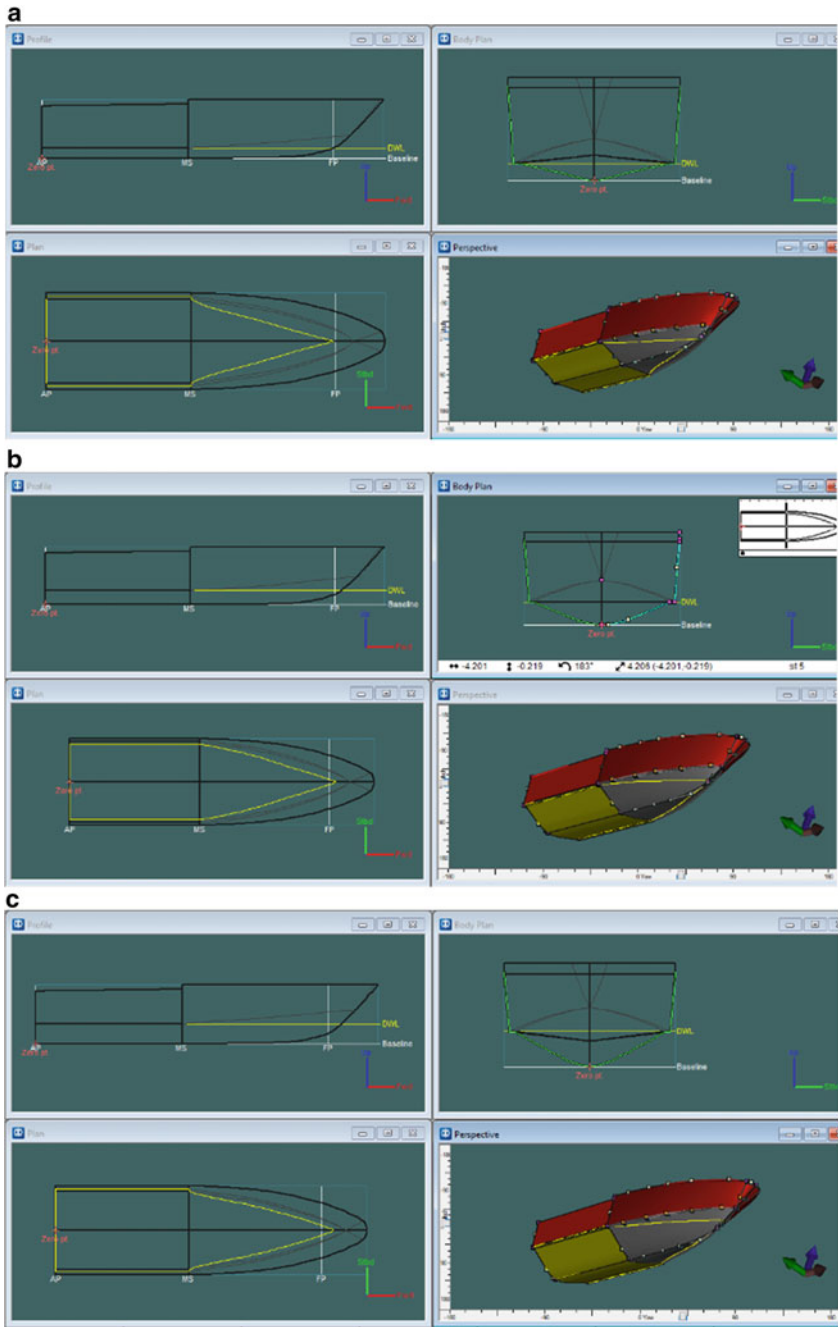 a
Profile
Body Plan
DWL
Baseline
AP
MS
FP
Zero pt.
DWL
Baseline
Zero pt.
Stbd
Plan
Perspective
Zero pt.
AP
MS
FP
Stbd
b
Profile
Body Plan
DWL
Baseline
AP
MS
FP
Zero pt.
DWL
Baseline
Zero pt.
-4.201 -0.219 183° 4.206 (-4.201,-0.219) st 5
Plan
Perspective
Zero pt.
AP
MS
FP
Stbd
c
Profile
Body Plan
DWL
Baseline
AP
MS
FP
Zero pt.
DWL
Baseline
Zero pt.
Plan
Perspective
Zero pt.
AP
MS
FP
Stbd